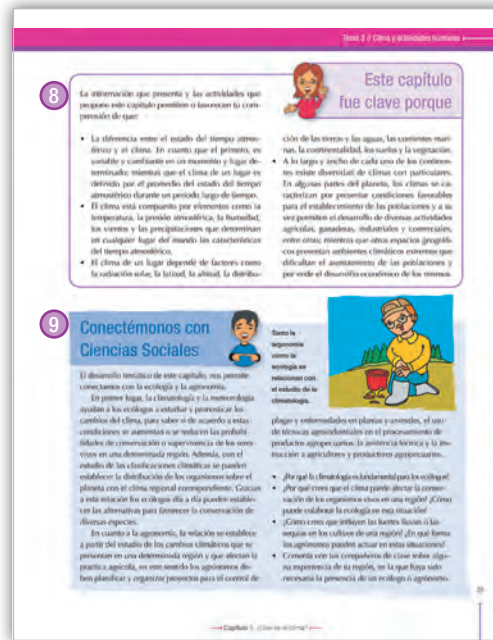 Tema 3 // Clima y actividades humanas
8
Este capítulo
fue clave porque
La información que presenta y las actividades que
propone este capítulo permiten o favorecen tu com-
prensión de que:
• La diferencia entre el estado del tiempo atmos-
férico y el clima. En cuanto que el primero, es
variable y cambiante en un momento y lugar de-
terminado; mientras que el clima de un lugar es
definido por el promedio del estado del tiempo
atmosférico durante un periodo largo de tiempo.
• El clima está compuesto por elementos como la
temperatura, la presión atmosférica, la humedad,
los vientos y las precipitaciones que determinan
en cualquier lugar del mundo las características
del tiempo atmosférico.
• El clima de un lugar depende de factores como
la radiación solar, la latitud, la altitud, la distribu-
ción de las tierras y las aguas, las corrientes mari-
nas, la continentalidad, los suelos y la vegetación.
• A lo largo y ancho de cada uno de los continen-
tes existe diversidad de climas con particulares.
En algunas partes del planeta, los climas se ca-
racterizan por presentar condiciones favorables
para el establecimiento de las poblaciones y a su
vez permiten el desarrollo de diversas actividades
agrícolas, ganaderas, industriales y comerciales,
entre otras; mientras que otros espacios geográfi-
cos presentan ambientes climáticos extremos que
dificultan el asentamiento de las poblaciones y
por ende el desarrollo económico de los mismos.
9
Conectémonos con
Ciencias Sociales
El desarrollo temático de este capítulo, nos permite
conectarnos con la ecología y la agronomía.
En primer lugar, la climatología y la meteorología
ayudan a los ecólogos a estudiar y pronosticar los
cambios del clima, para saber si de acuerdo a estas
condiciones se aumentan o se reducen las probabi-
lidades de conservación o supervivencia de los seres
vivos en una determinada región. Además, con el
estudio de las clasificaciones climáticas se pueden
establecer la distribución de los organismos sobre el
planeta con el clima regional correspondiente. Gracias
a esta relación los ecólogos día a día pueden estable-
cer las alternativas para favorecer la conservación de
diversas especies.
En cuanto a la agronomía, la relación se establece
a partir del estudio de los cambios climáticos que se
presentan en una determinada región y que afectan la
práctica agrícola, en este sentido los agrónomos de-
ben planificar y organizar proyectos para el control de
Tanto la
agronomía
como la
ecología se
relacionan con
el estudio de la
climatología.
plagas y enfermedades en plantas y animales, el uso
de técnicas agroindustriales en el procesamiento de
productos agropecuarios, la asistencia técnica y la ins-
trucción a agricultores y productores agropecuarios.
• ¿Por qué la climatología es fundamental para los ecólogos?
• ¿Por qué crees que el clima puede afectar la conser-
vación de los organismos vivos en una región? ¿Cómo
puede colaborar la ecología en esta situación?
• ¿Cómo crees que influyen las fuertes lluvias o las
sequías en los cultivos de una región? ¿En qué forma
los agrónomos pueden actuar en estas situaciones?
• Comenta con tus compañeros de clase sobre algu-
na experiencia de tu región, en la que haya sido
necesaria la presencia de un ecólogo o agrónomo.
Capítulo 1. ¿Qué es el clima?